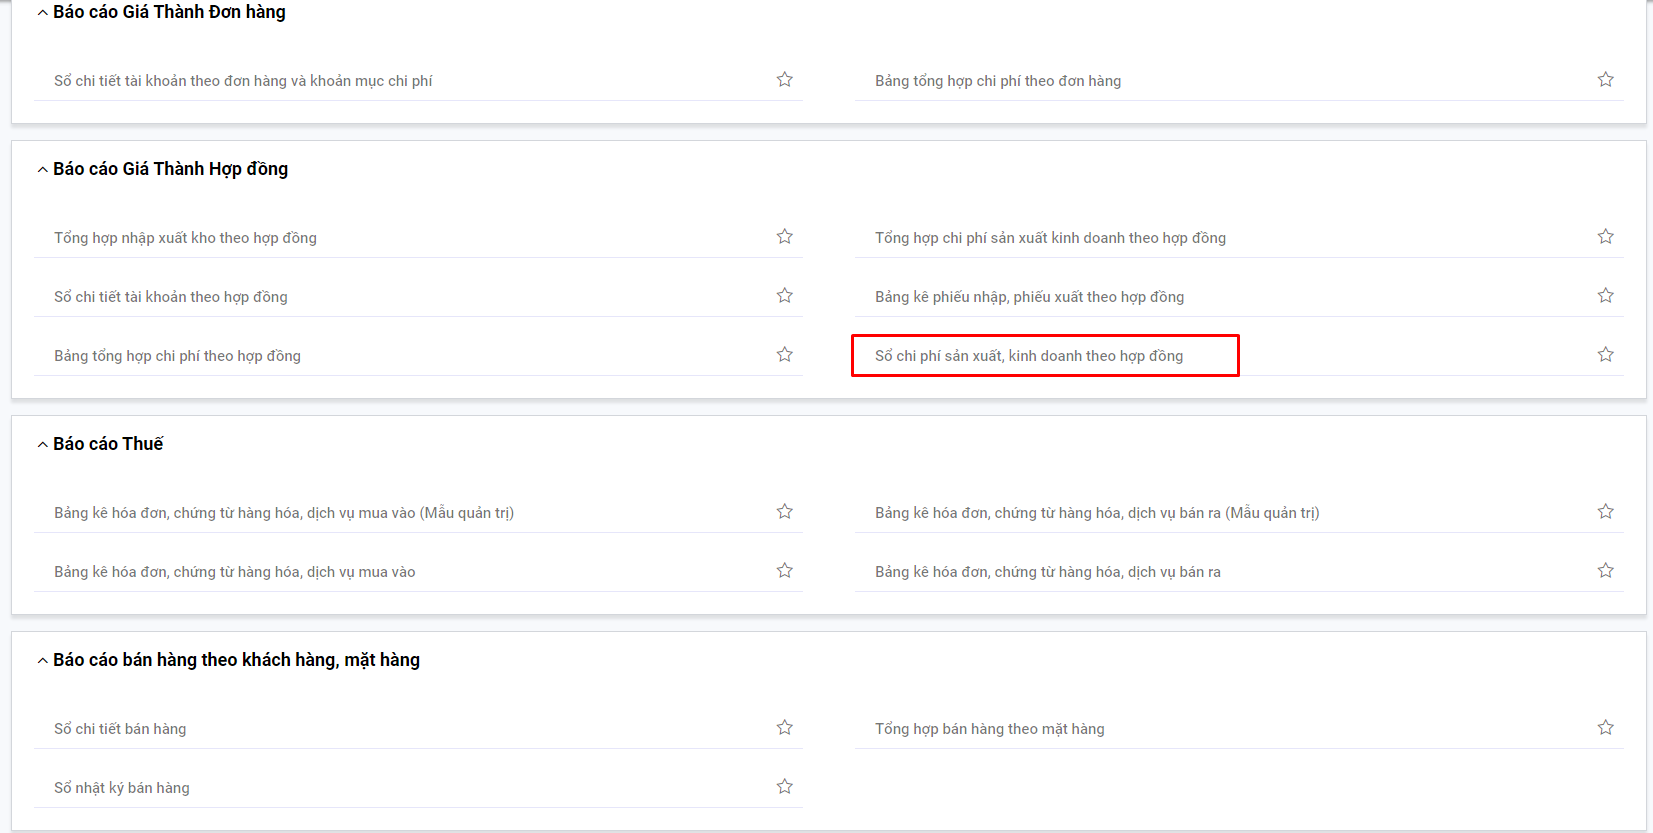 Báo cáo Giá Thành Đơn hàng
Sổ chi tiết tài khoản theo đơn hàng và khoản mục chi phí
Bảng tổng hợp chi phí theo đơn hàng
Báo cáo Giá Thành Hợp đồng
Tổng hợp nhập xuất kho theo hợp đồng
Tổng hợp chi phí sản xuất kinh doanh theo hợp đồng
Sổ chi tiết tài khoản theo hợp đồng
Bảng kê phiếu nhập, phiếu xuất theo hợp đồng
Bảng tổng hợp chi phí theo hợp đồng
Sổ chi phí sản xuất, kinh doanh theo hợp đồng
Báo cáo Thuế
Bảng kê hóa đơn, chứng từ hàng hóa, dịch vụ mua vào (Mẫu quản trị)
Bảng kê hóa đơn, chứng từ hàng hóa, dịch vụ bán ra (Mẫu quản trị)
Bảng kê hóa đơn, chứng từ hàng hóa, dịch vụ mua vào
Bảng kê hóa đơn, chứng từ hàng hóa, dịch vụ bán ra
Báo cáo bán hàng theo khách hàng, mặt hàng
Sổ chi tiết bán hàng
Tổng hợp bán hàng theo mặt hàng
Sổ nhật ký bán hàng